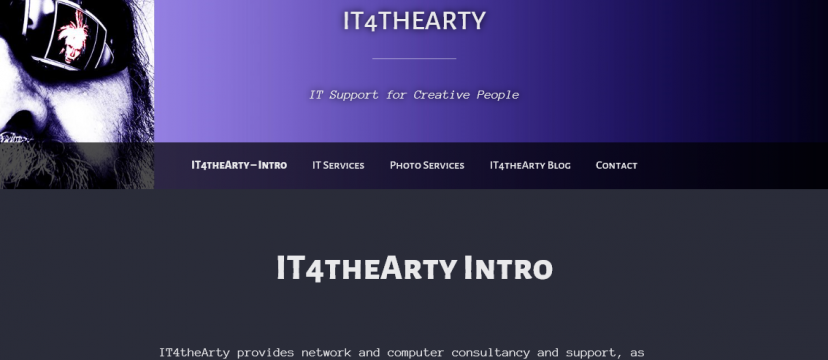 IT4THEARTY
IT Support for Creative People
IT4theArty – Intro
IT Services
Photo Services
IT4theArty Blog
Contact
IT4theArty Intro
IT4theArty provides network and computer consultancy and support, as